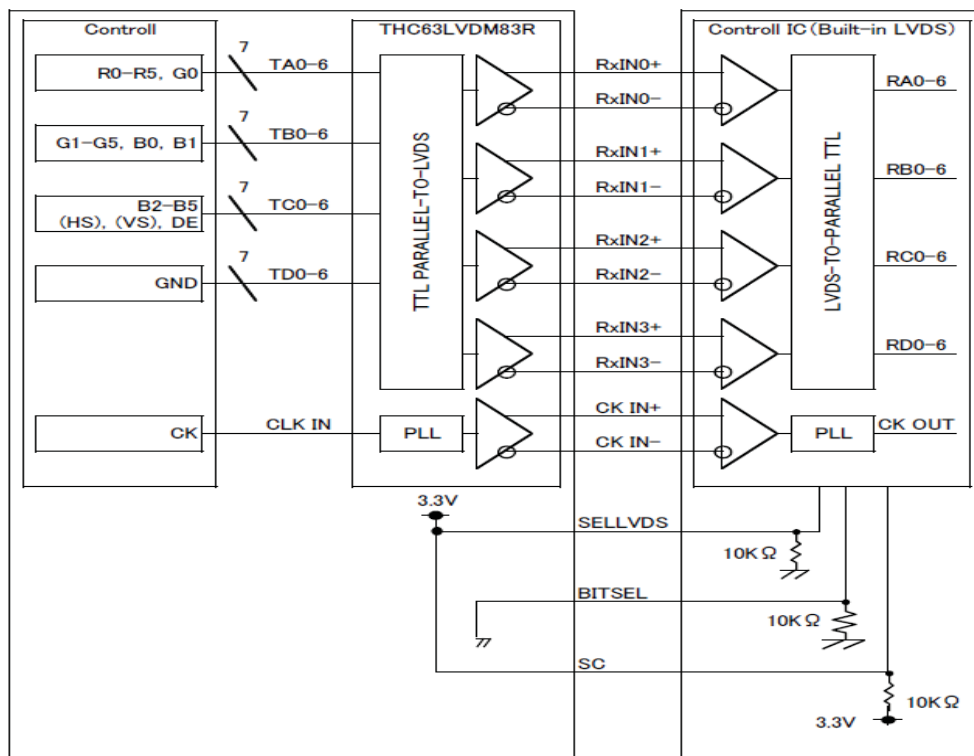 Controll
THC63LVDM83R
Controll IC(Built-in LVDS)
R0-R5, G0
7
TA0-6
RxIN0+
RxIN0-
RA0-6
G1-G5, B0, B1
7
TB0-6
RxIN1+
RxIN1-
RB0-6
B2-B5
(HS), (VS), DE
7
TC0-6
RxIN2+
RxIN2-
RC0-6
GND
7
TD0-6
RxIN3+
RxIN3-
RD0-6
TTL PARALLEL-TO-LVDS
LVDS-TO-PARALLEL TTL
CK
CLK IN
PLL
CK IN+
CK IN-
PLL
CK OUT
3.3V
SELLVDS
10KΩ
BITSEL
10KΩ
SC
10KΩ
3.3V